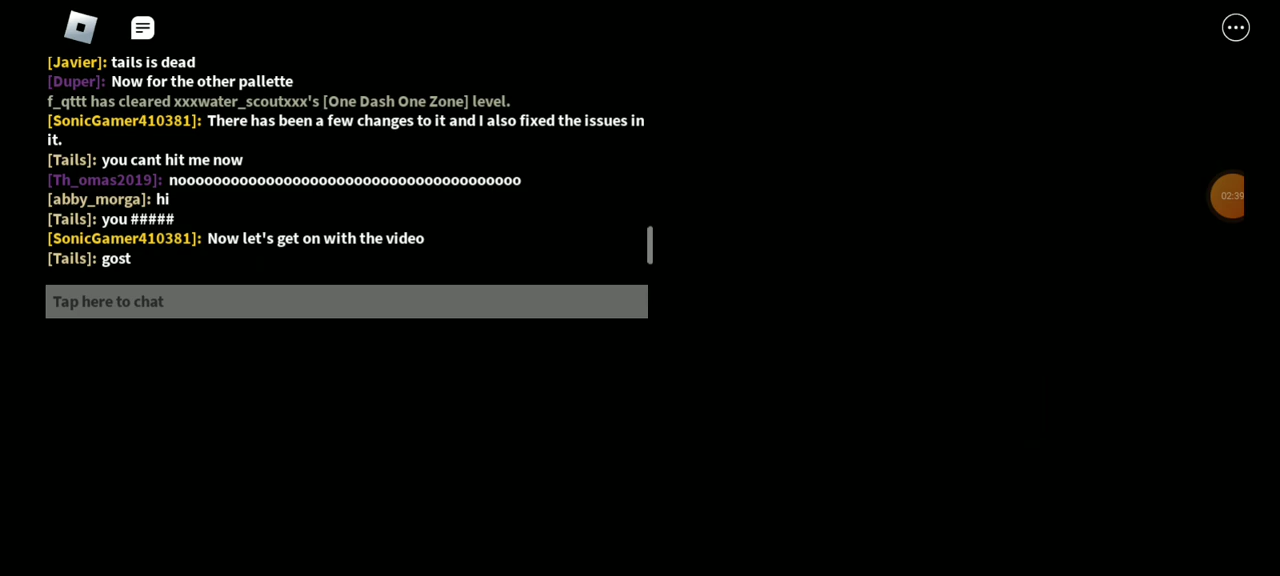 [Javier]: tails is dead
[Duper]: Now for the other pallette
f_qttt has cleared xxxwater_scoutxxx's [One Dash One Zone] level.
[SonicGamer410381]: There has been a few changes to it and I also fixed the issues in
it.
[Tails]: you cant hit me now
[Th_omas2019]: noooooooooooooooooooooooooooooooooooooooo
[abby_morga]: hi
[Tails]: you #####
[SonicGamer410381]: Now let's get on with the video
[Tails]: gost
Tap here to chat
02:39